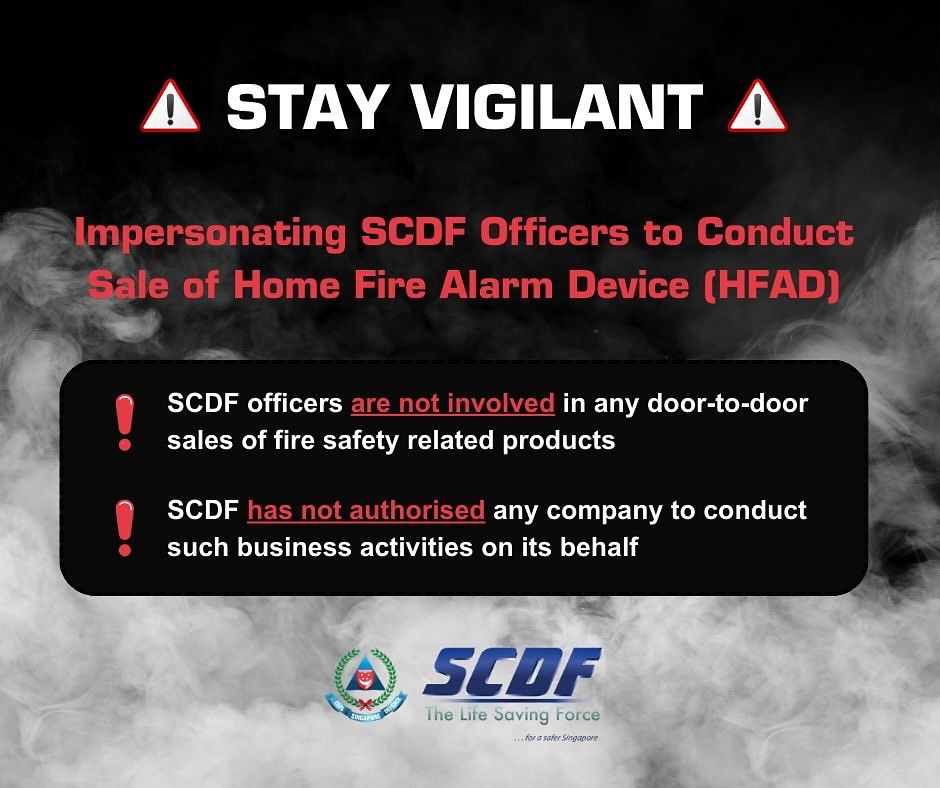 STAY VIGILANT
Impersonating SCDF Officers to Conduct
Sale of Home Fire Alarm Device (HFAD)
SCDF officers are not involved in any door-to-door
sales of fire safety related products
SCDF has not authorised any company to conduct
such business activities on its behalf
CIVIL SINGAPORE DEFENCE
SCDF
The Life Saving Force
...for a safer Singapore